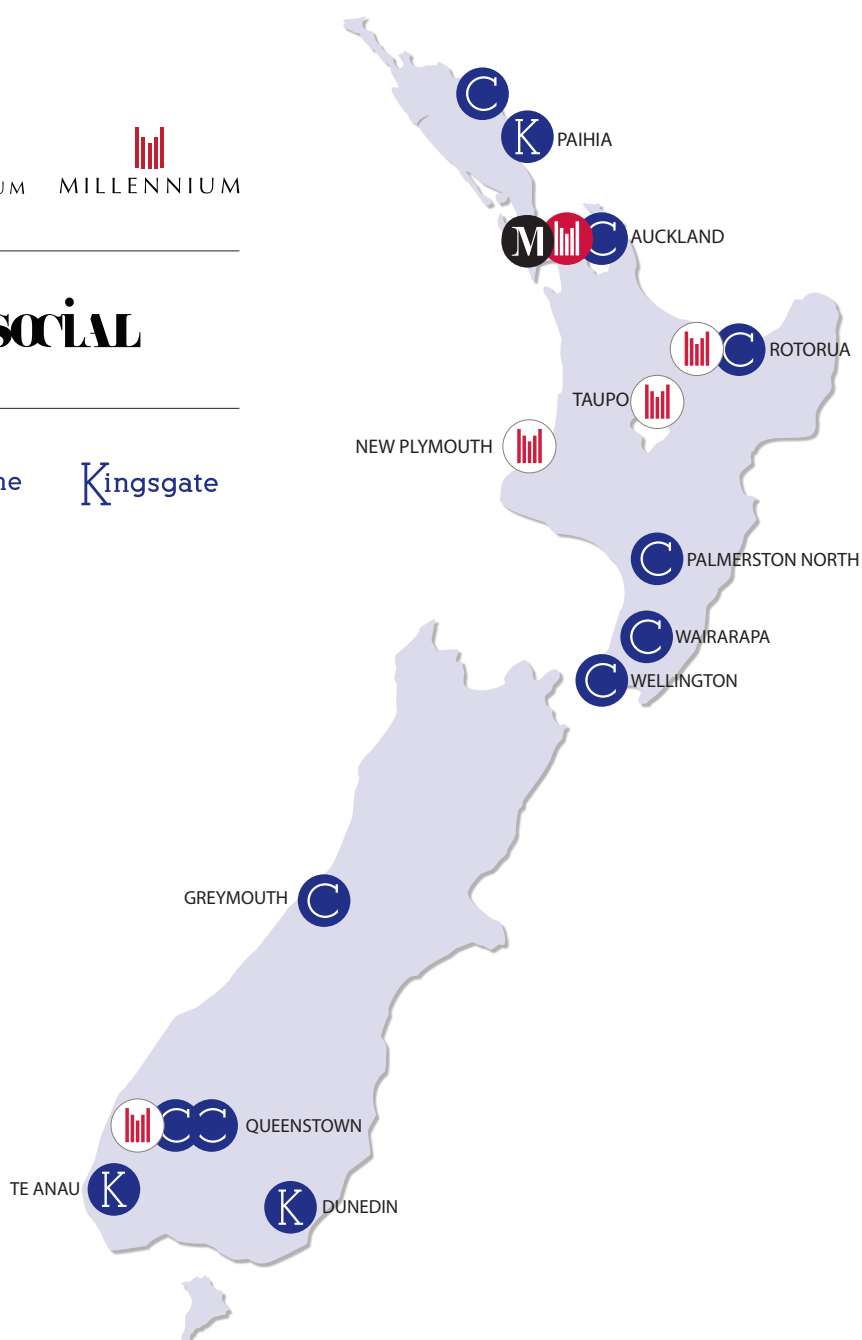 C
K PAIHIA
UM MILLENNIUM
M C AUCKLAND
SOCIAL
C ROTORUA
TAUPO
NEW PLYMOUTH
ne Kingsgate
C PALMERSTON NORTH
C WAIRARAPA
C WELLINGTON
GREYMOUTH C
C C QUEENSTOWN
TE ANAU K
K DUNEDIN